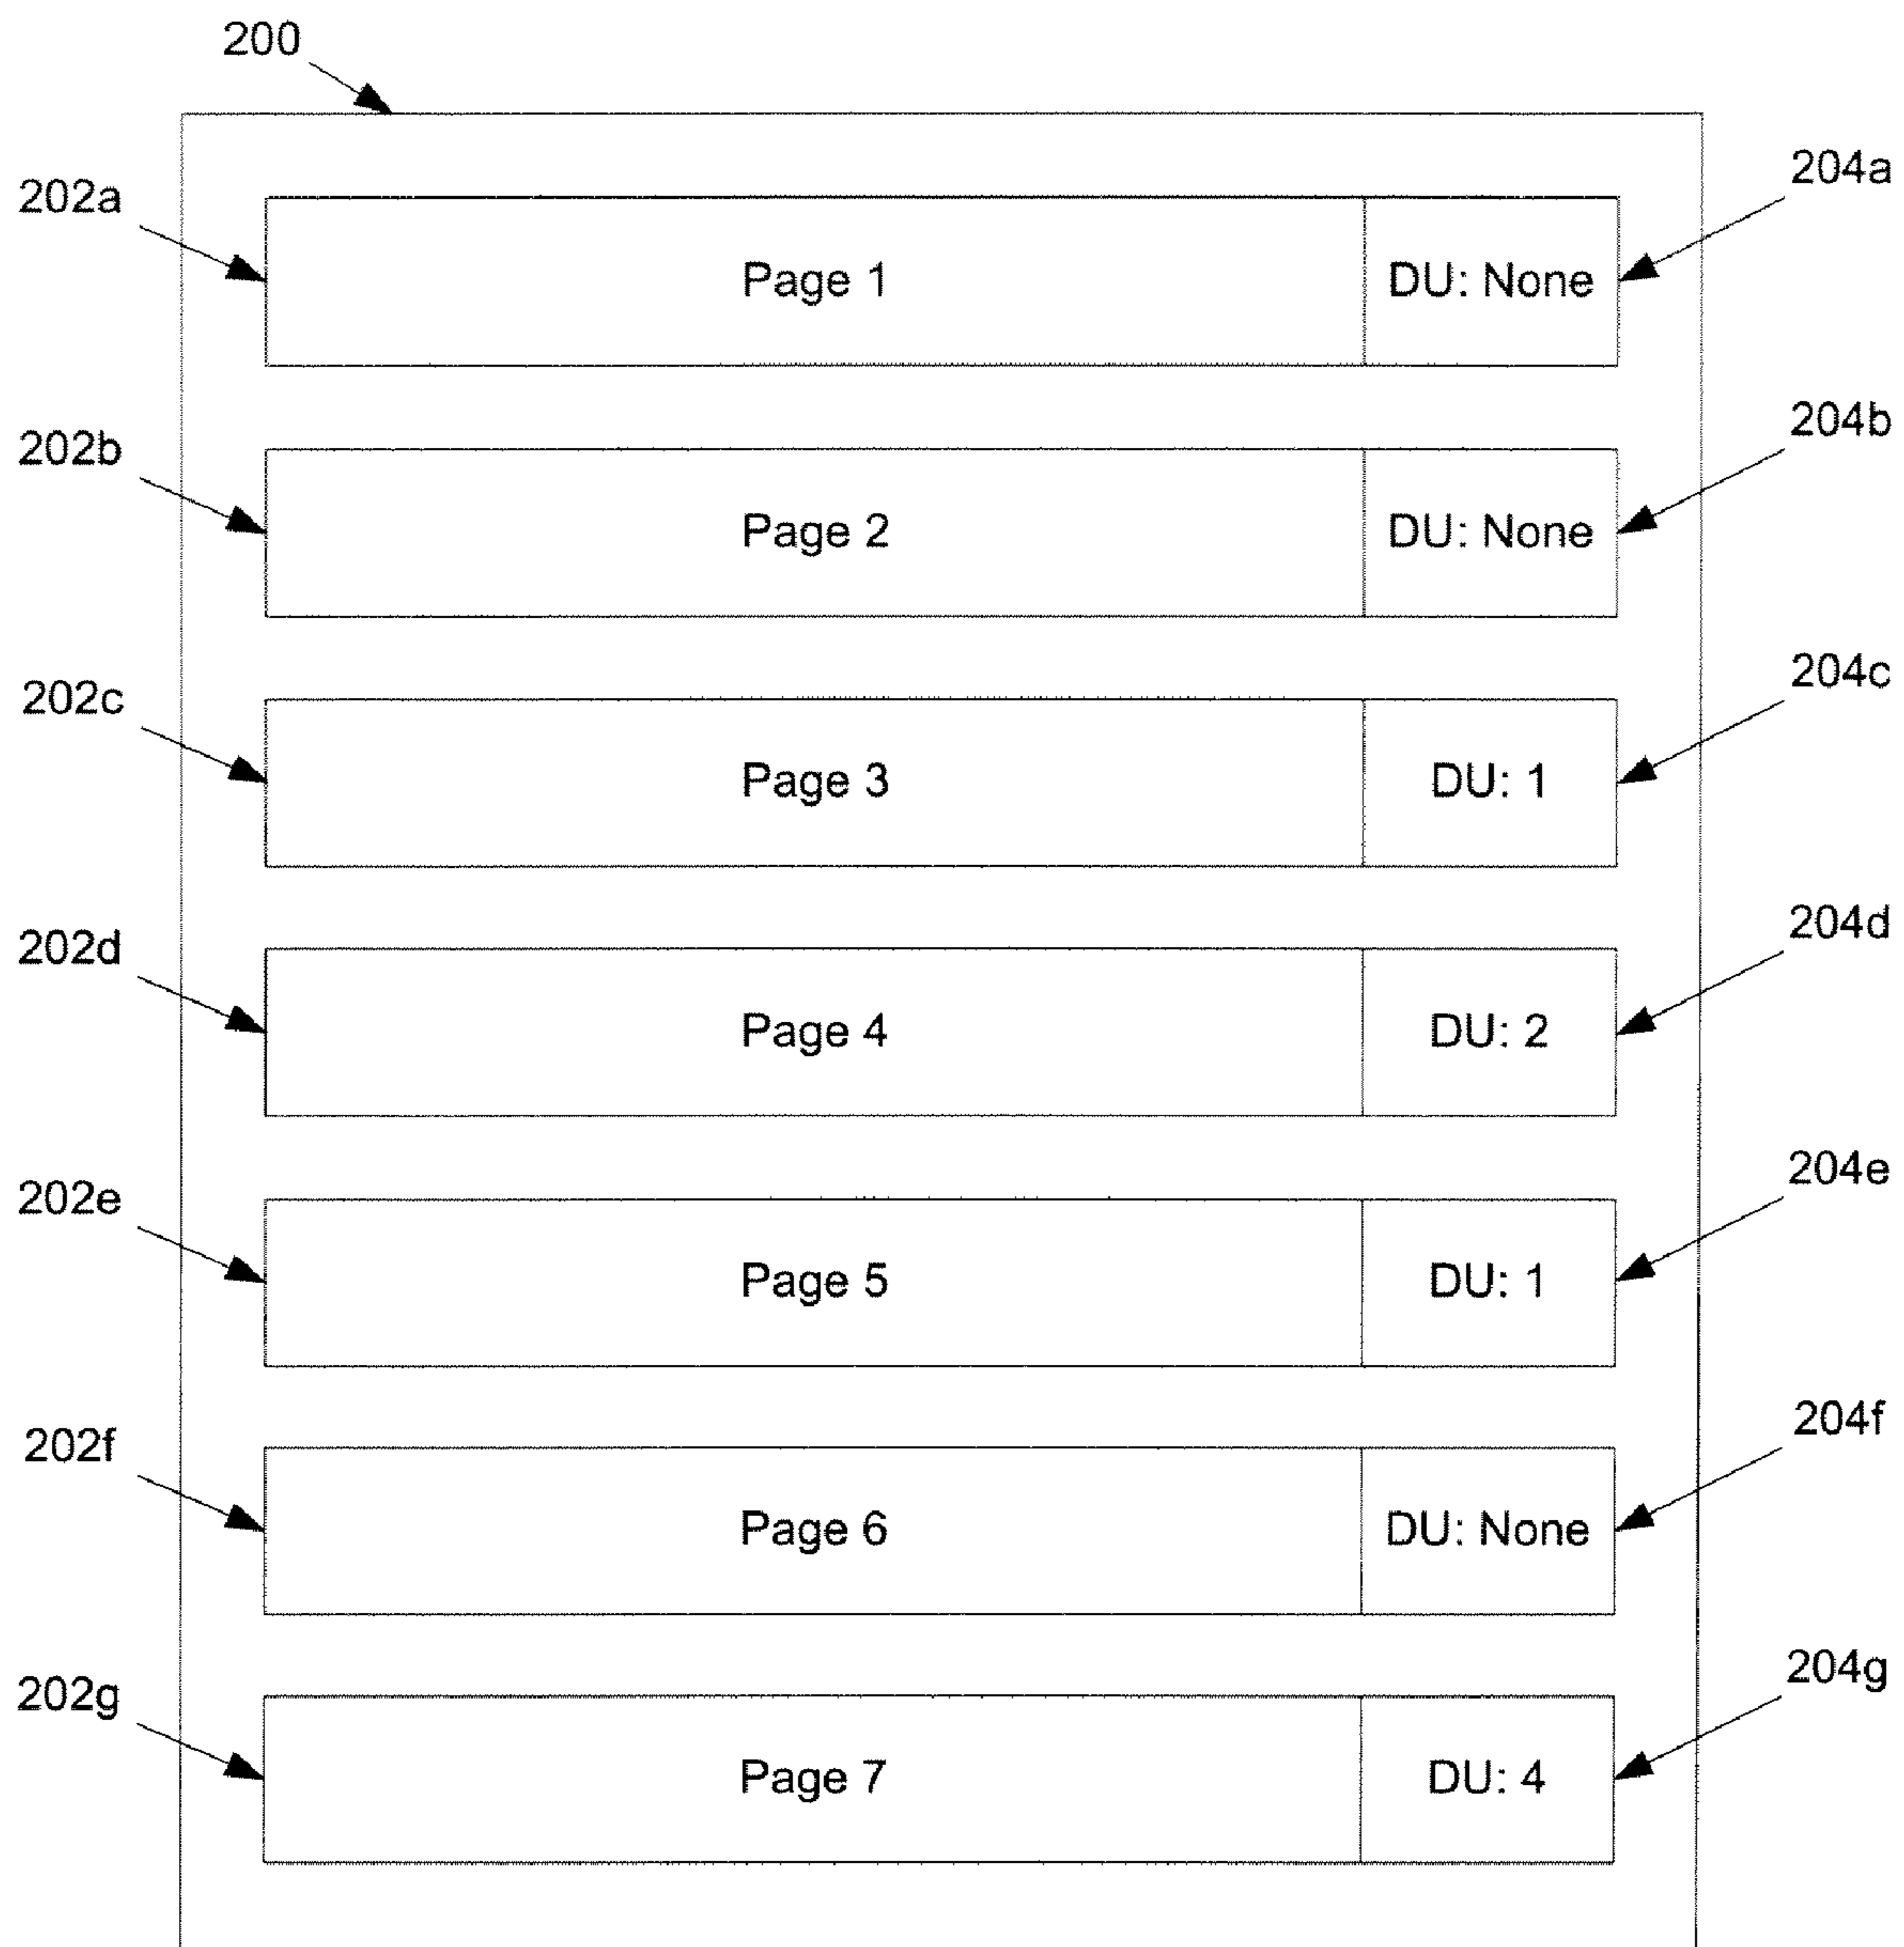 200
202a Page 1 DU: None 204a
202b Page 2 DU: None 204b
202c Page 3 DU: 1 204c
202d Page 4 DU: 2 204d
202e Page 5 DU: 1 204e
202f Page 6 DU: None 204f
202g Page 7 DU: 4 204g